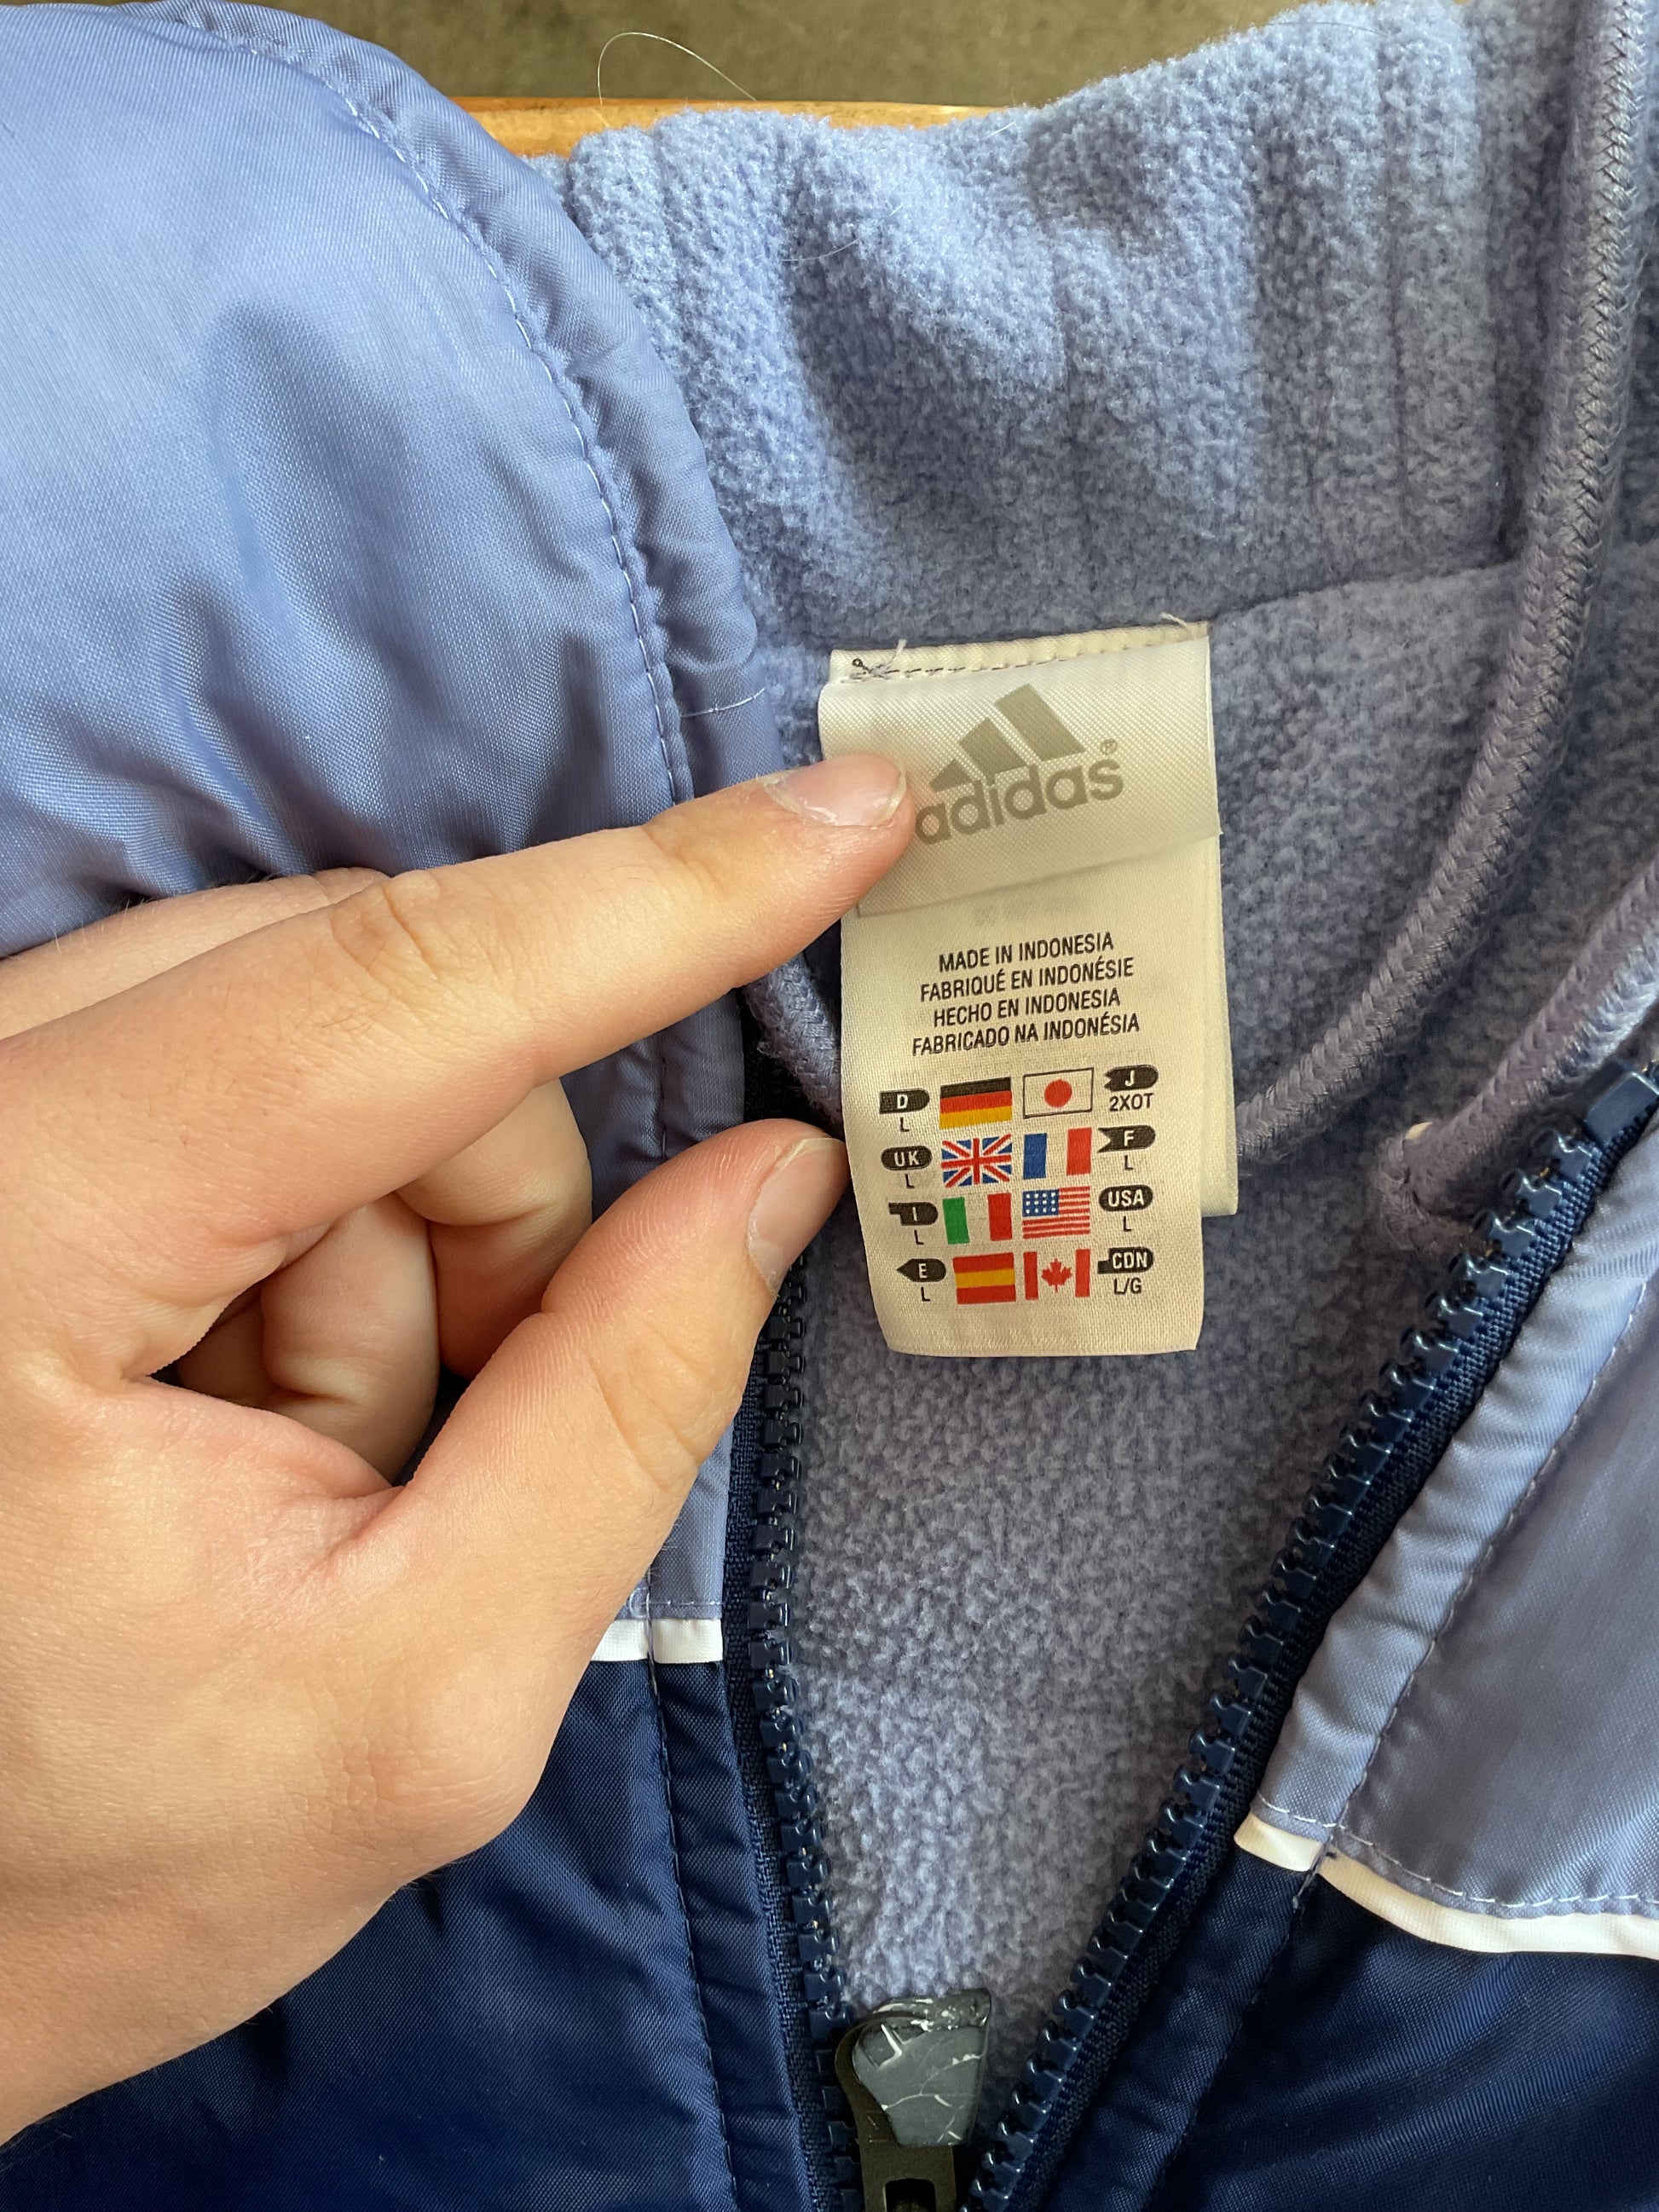 adidas®
MADE IN INDONESIA
FABRIQUÉ EN INDONÉSIE
HECHO EN INDONESIA
FABRICADO NA INDONÉSIA
D J
L 2XOT
UK F
L L
I USA
L L
E CDN
L L/G